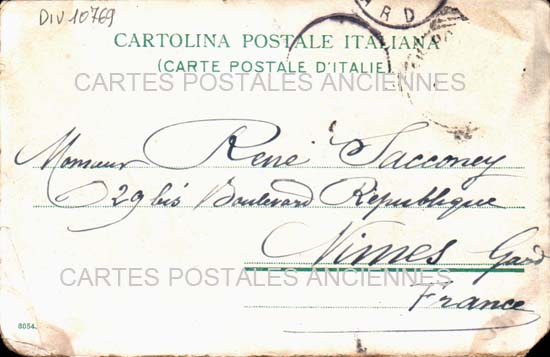 DIV 10769
ARD
CARTOLINA POSTALE ITALIANA
(CARTE POSTALE D'ITALIE
CARTES POSTALES ANCIENNES
Monsieur René Sacconey
29 bis Boulevard République
Nimes Gard
CARTES POSTALES ANCIENNES
France
8054.